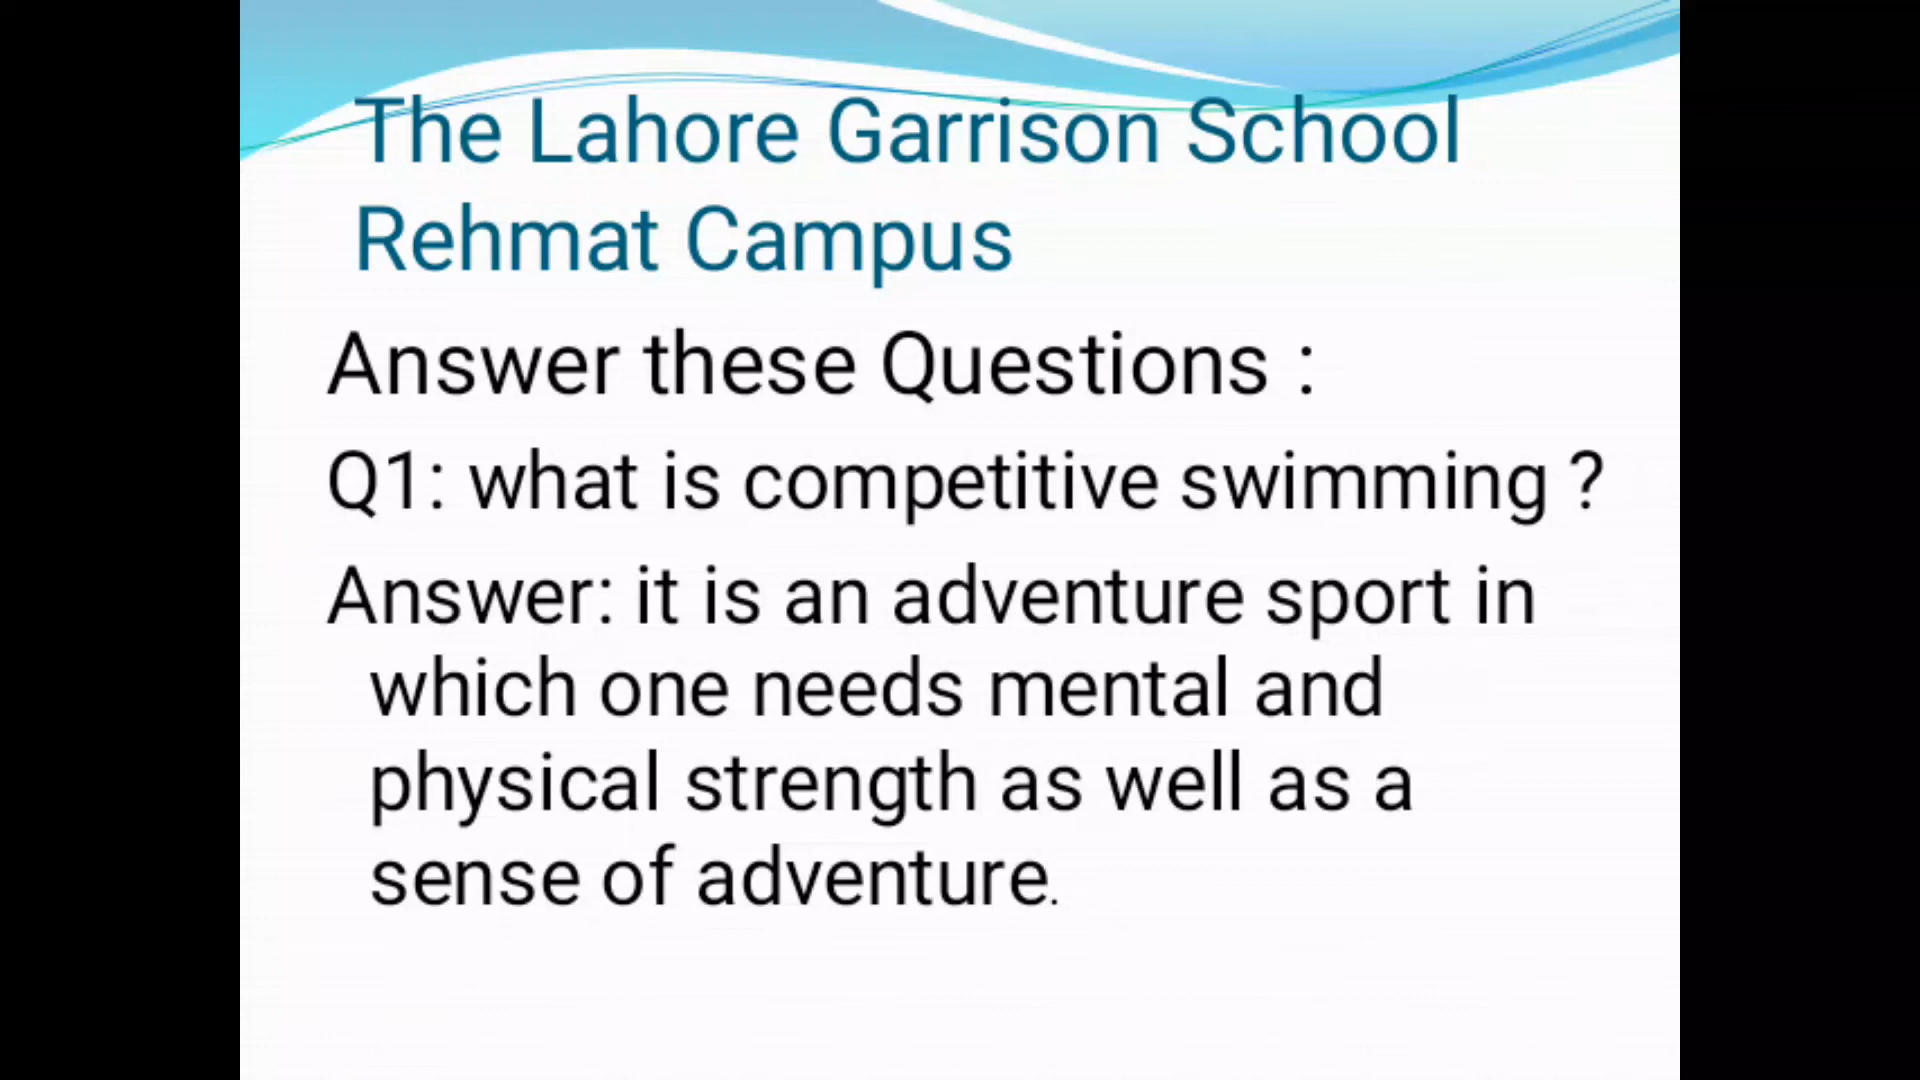 The Lahore Garrison School
Rehmat Campus
Answer these Questions :
Q1: what is competitive swimming ?
Answer: it is an adventure sport in
which one needs mental and
physical strength as well as a
sense of adventure.